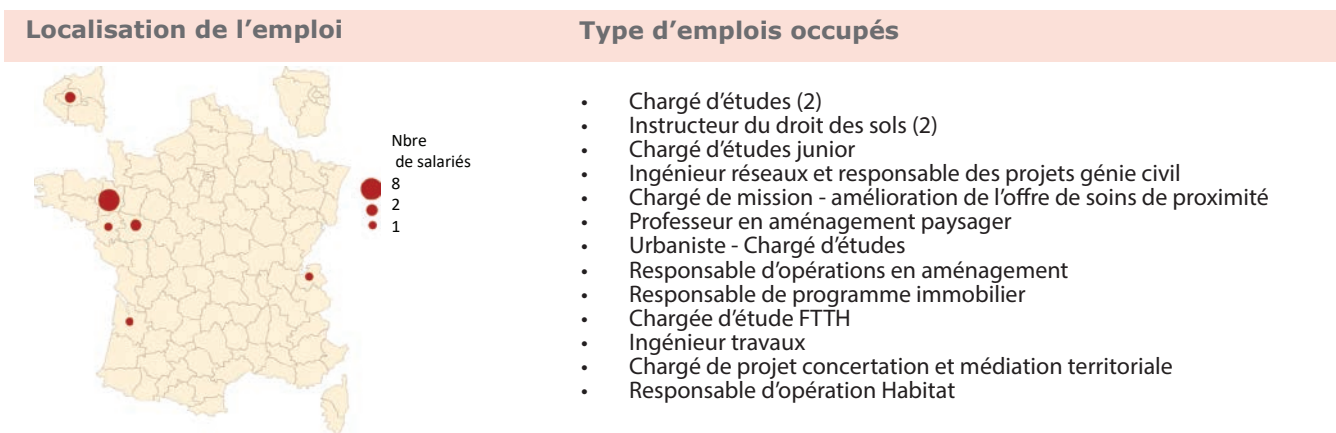 Localisation de l’emploi
Type d’emplois occupés
Nbre
de salariés
8
2
1
• Chargé d’études (2)
• Instructeur du droit des sols (2)
• Chargé d’études junior
• Ingénieur réseaux et responsable des projets génie civil
• Chargé de mission - amélioration de l’offre de soins de proximité
• Professeur en aménagement paysager
• Urbaniste - Chargé d’études
• Responsable d’opérations en aménagement
• Responsable de programme immobilier
• Chargée d’étude FTTH
• Ingénieur travaux
• Chargé de projet concertation et médiation territoriale
• Responsable d’opération Habitat